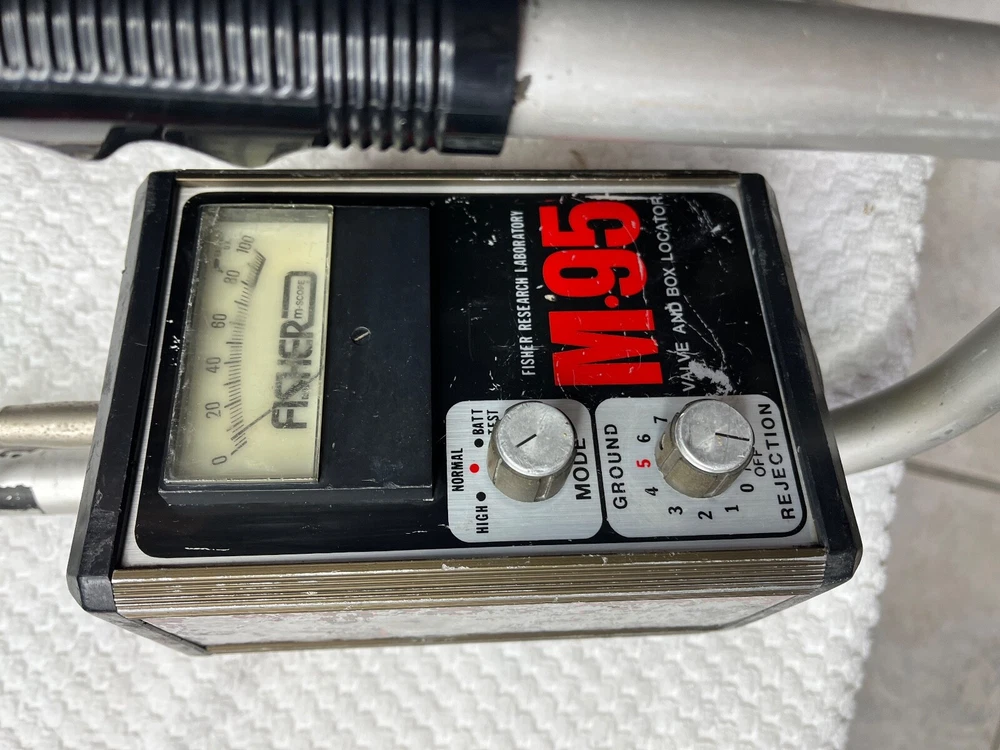 FISHER RESEARCH LABORATORY
M·95
VALVE AND BOX LOCATOR
0 20 40 60 80 100
FISHER
m-SCOPE
HIGH NORMAL BATT TEST
MODE
GROUND
0 1 2 3 4 5 6 7
OFF
REJECTION